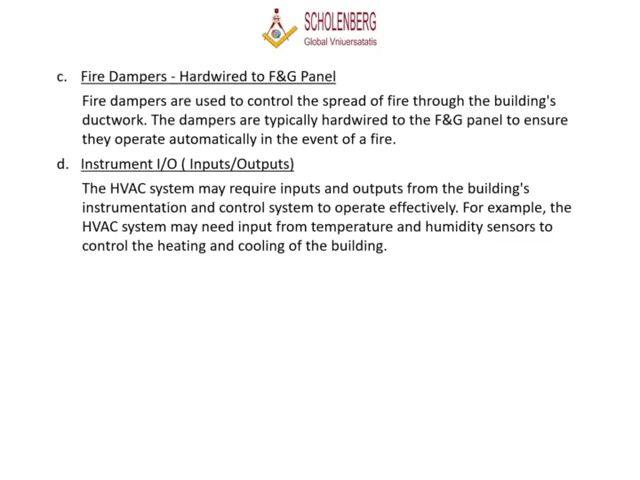 SCHOLENBERG
Global Vniuersatatis
c. Fire Dampers - Hardwired to F&G Panel
Fire dampers are used to control the spread of fire through the building's
ductwork. The dampers are typically hardwired to the F&G panel to ensure
they operate automatically in the event of a fire.
d. Instrument I/O ( Inputs/Outputs)
The HVAC system may require inputs and outputs from the building's
instrumentation and control system to operate effectively. For example, the
HVAC system may need input from temperature and humidity sensors to
control the heating and cooling of the building.